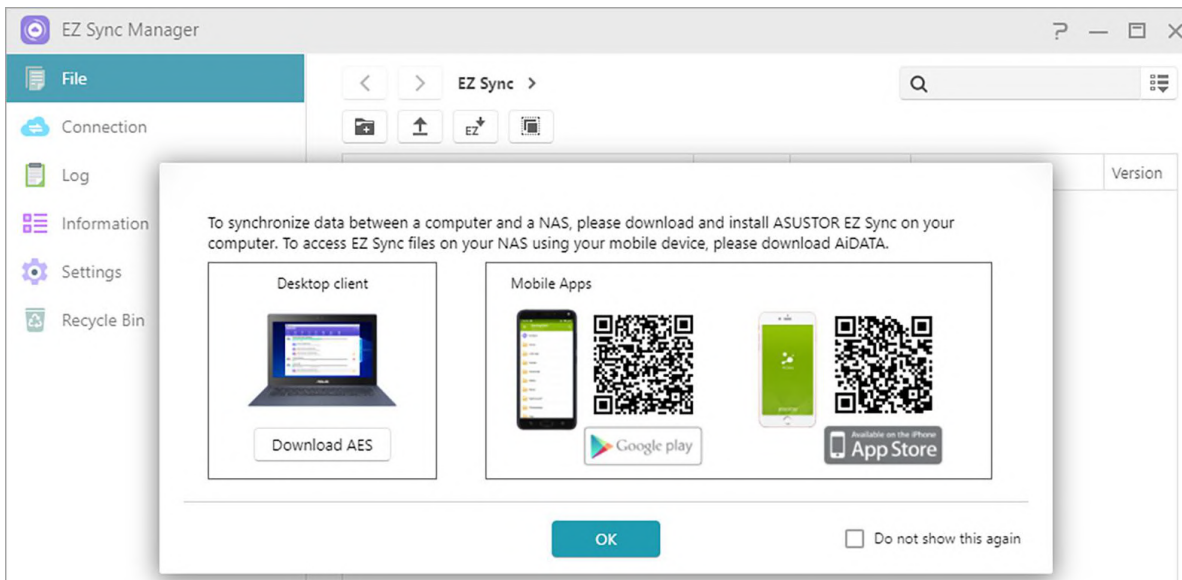 EZ Sync Manager
File
EZ Sync >
Connection
Log
Version
Information
To synchronize data between a computer and a NAS, please download and install ASUSTOR EZ Sync on your
computer. To access EZ Sync files on your NAS using your mobile device, please download AiDATA.
Settings
Desktop client
Mobile Apps
Recycle Bin
Download AES
Google play
Available on the iPhone
App Store
OK
Do not show this again
EZ